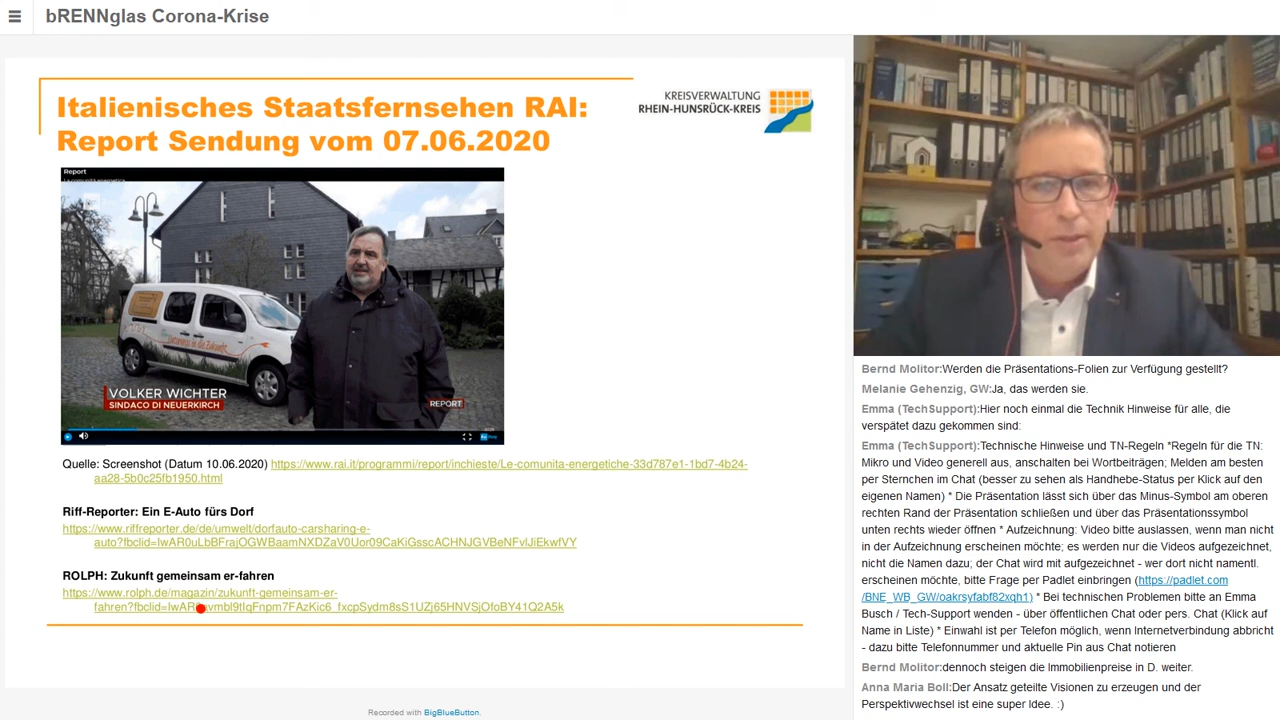 bRENNglas Corona-Krise
Italienisches Staatsfernsehen RAI:
Report Sendung vom 07.06.2020
KREISVERWALTUNG
RHEIN-HUNSRÜCK-KREIS
Report
VOLKER WICHTER
SINDACO DI NEUERKIRCH
REPORT
Quelle: Screenshot (Datum 10.06.2020) https://www.rai.it/programmi/report/inchieste/Le-comunita-energetiche-33d787e1-1bd7-4b24-
aa28-5b0c25fb1950.html
Riff-Reporter: Ein E-Auto fürs Dorf
https://www.riffreporter.de/de/umwelt/dorfauto-carsharing-e-
auto?fbclid=IwAR0uLbBFrajOGWBaamNXDZaV0Uor09CaKiGsscACHNJGVBeNFvlJiEkwfVY
ROLPH: Zukunft gemeinsam er-fahren
https://www.rolph.de/magazin/zukunft-gemeinsam-er-
Recorded with BigBlueButton.
Bernd Molitor:Werden die Präsentations-Folien zur Verfügung gestellt?
Melanie Gehenzig, GW:Ja, das werden sie.
Emma (TechSupport):Hier noch einmal die Technik Hinweise für alle, die
verspätet dazu gekommen sind:
Emma (TechSupport):Technische Hinweise und TN-Regeln *Regeln für die TN:
Mikro und Video generell aus, anschalten bei Wortbeiträgen; Melden am besten
per Sternchen im Chat (besser zu sehen als Handhebe-Status per Klick auf den
eigenen Namen) * Die Präsentation lässt sich über das Minus-Symbol am oberen
rechten Rand der Präsentation schließen und über das Präsentationssymbol
unten rechts wieder öffnen * Aufzeichnung: Video bitte auslassen, wenn man nicht
in der Aufzeichnung erscheinen möchte; es werden nur die Videos aufgezeichnet,
nicht die Namen dazu; der Chat wird mit aufgezeichnet - wer dort nicht namentl.
erscheinen möchte, bitte Frage per Padlet einbringen (https://padlet.com
/BNE_WB_GW/oakrsyfabf82xqh1) * Bei technischen Problemen bitte an Emma
Busch / Tech-Support wenden - über öffentlichen Chat oder pers. Chat (Klick auf
Name in Liste) * Einwahl ist per Telefon möglich, wenn Internetverbindung abbricht
- dazu bitte Telefonnummer und aktuelle Pin aus Chat notieren
Bernd Molitor:dennoch steigen die Immobilienpreise in D. weiter.
Anna Maria Boll:Der Ansatz geteilte Visionen zu erzeugen und der
Perspektivwechsel ist eine super Idee. :)